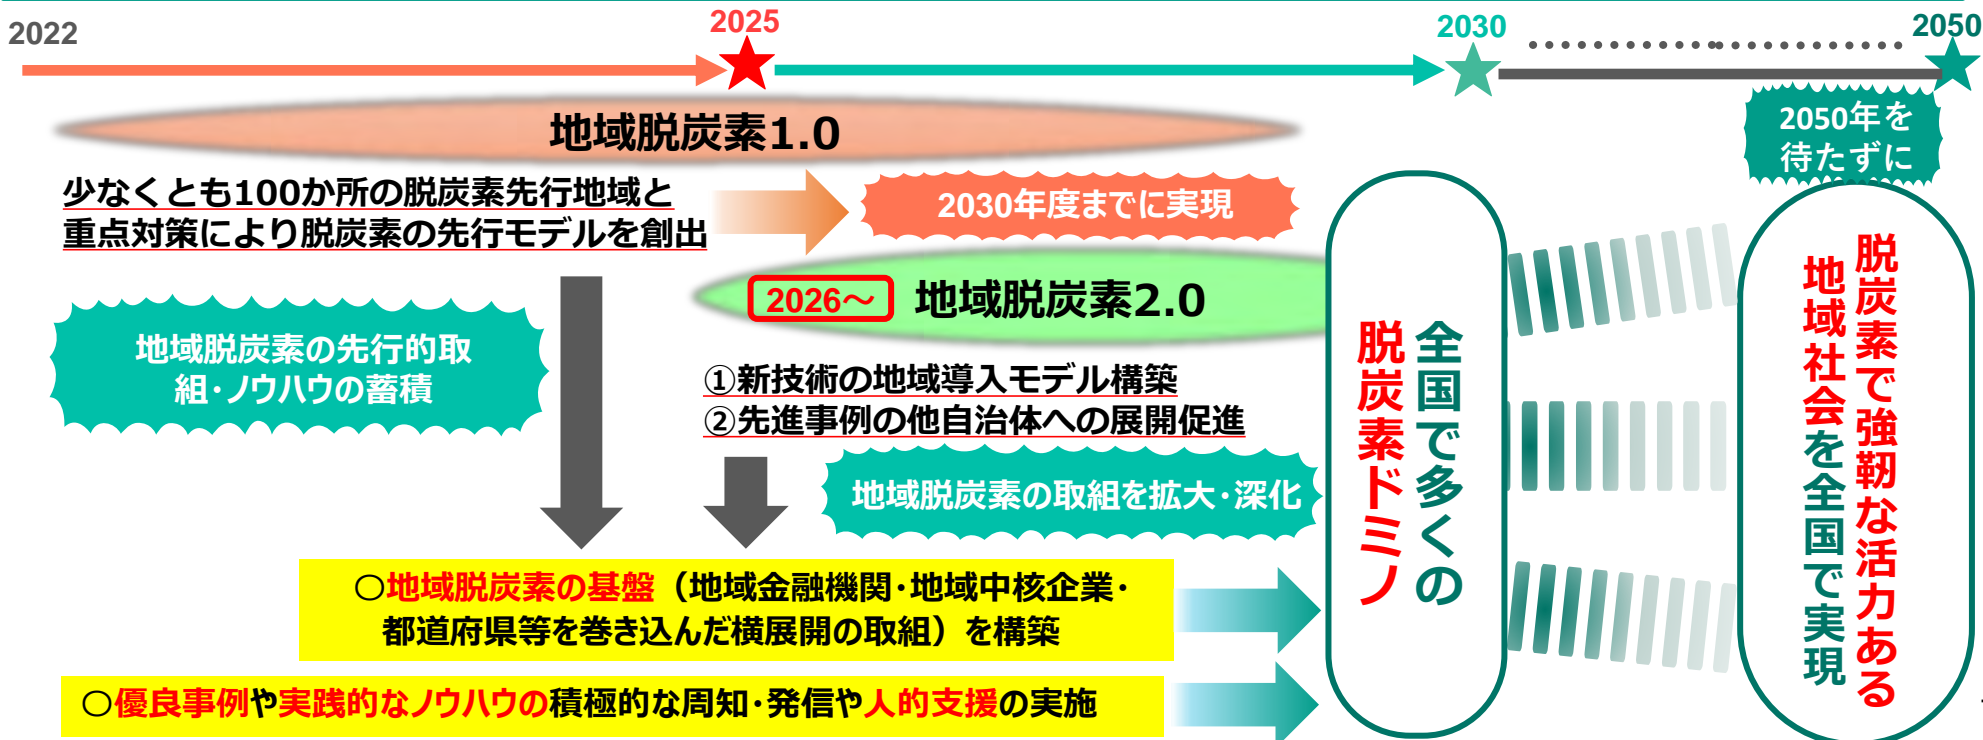 2022
2025
2030
2050
地域脱炭素1.0
2050年を
待たずに
少なくとも100か所の脱炭素先行地域と
重点対策により脱炭素の先行モデルを創出
2030年度までに実現
2026～
地域脱炭素2.0
地域脱炭素の先行的取
組・ノウハウの蓄積
①新技術の地域導入モデル構築
②先進事例の他自治体への展開促進
地域脱炭素の取組を拡大・深化
○地域脱炭素の基盤（地域金融機関・地域中核企業・
都道府県等を巻き込んだ横展開の取組）を構築
○優良事例や実践的なノウハウの積極的な周知・発信や人的支援の実施
全国で多くの
脱炭素ドミノ
脱炭素で強靭な活力ある
地域社会を全国で実現